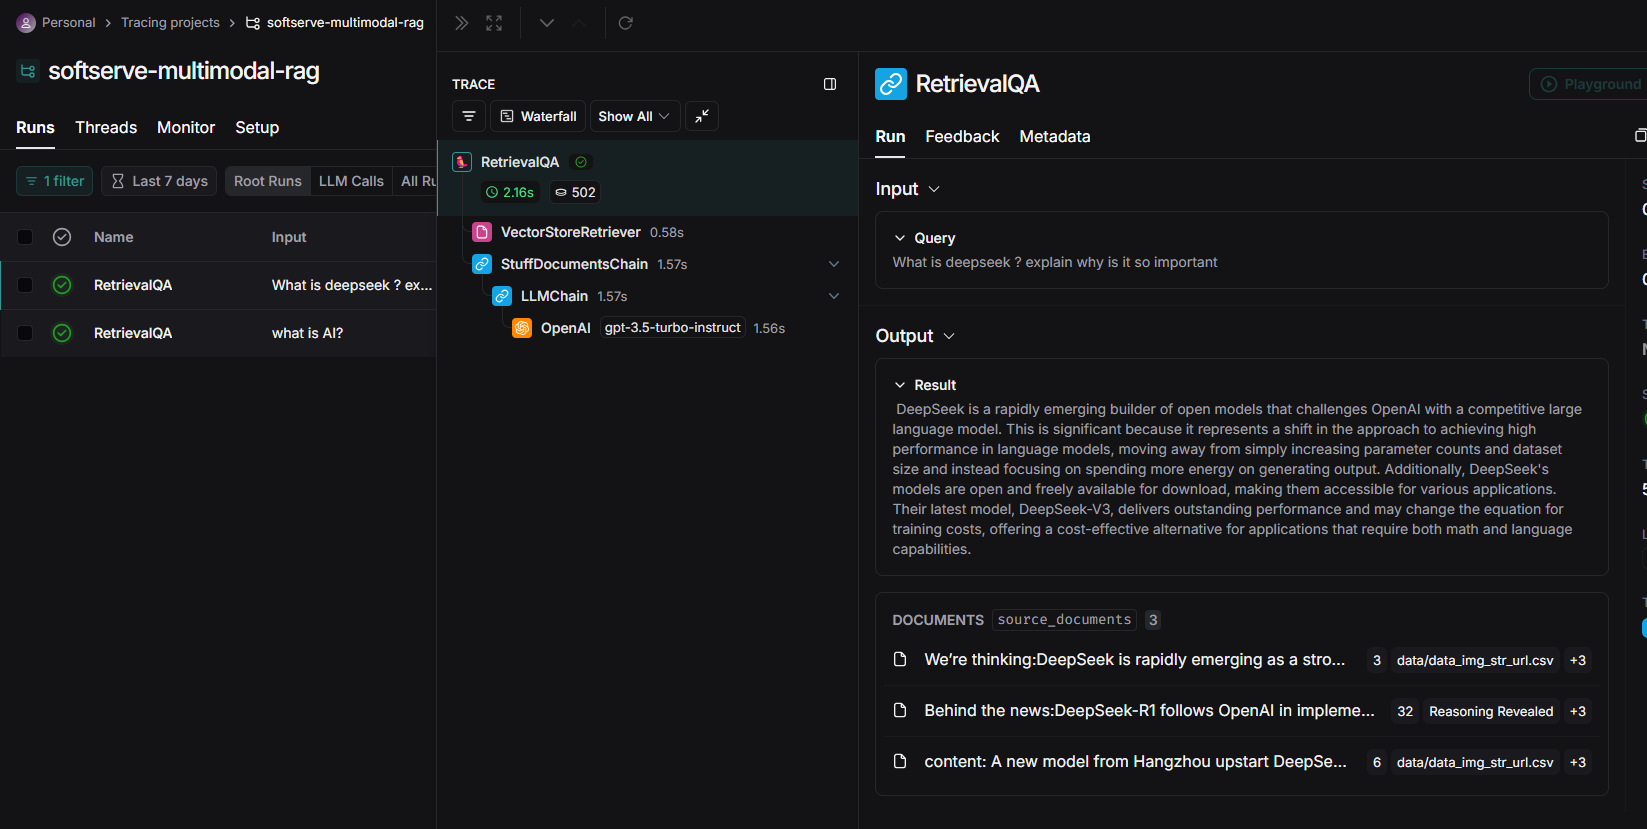 Personal > Tracing projects > softserve-multimodal-rag
softserve-multimodal-rag
Runs Threads Monitor Setup
1 filter Last 7 days Root Runs LLM Calls All Ru
Name Input
RetrievalQA What is deepseek ? ex...
RetrievalQA what is AI?
TRACE
Waterfall Show All
RetrievalQA
2.16s 502
VectorStoreRetriever 0.58s
StuffDocumentsChain 1.57s
LLMChain 1.57s
OpenAI gpt-3.5-turbo-instruct 1.56s
RetrievalQA
Playground
Run Feedback Metadata
Input
Query
What is deepseek ? explain why is it so important
Output
Result
DeepSeek is a rapidly emerging builder of open models that challenges OpenAI with a competitive large
language model. This is significant because it represents a shift in the approach to achieving high
performance in language models, moving away from simply increasing parameter counts and dataset
size and instead focusing on spending more energy on generating output. Additionally, DeepSeek's
models are open and freely available for download, making them accessible for various applications.
Their latest model, DeepSeek-V3, delivers outstanding performance and may change the equation for
training costs, offering a cost-effective alternative for applications that require both math and language
capabilities.
DOCUMENTS source_documents 3
We’re thinking:DeepSeek is rapidly emerging as a stro... 3 data/data_img_str_url.csv +3
Behind the news:DeepSeek-R1 follows OpenAI in impleme... 32 Reasoning Revealed +3
content: A new model from Hangzhou upstart DeepSe... 6 data/data_img_str_url.csv +3